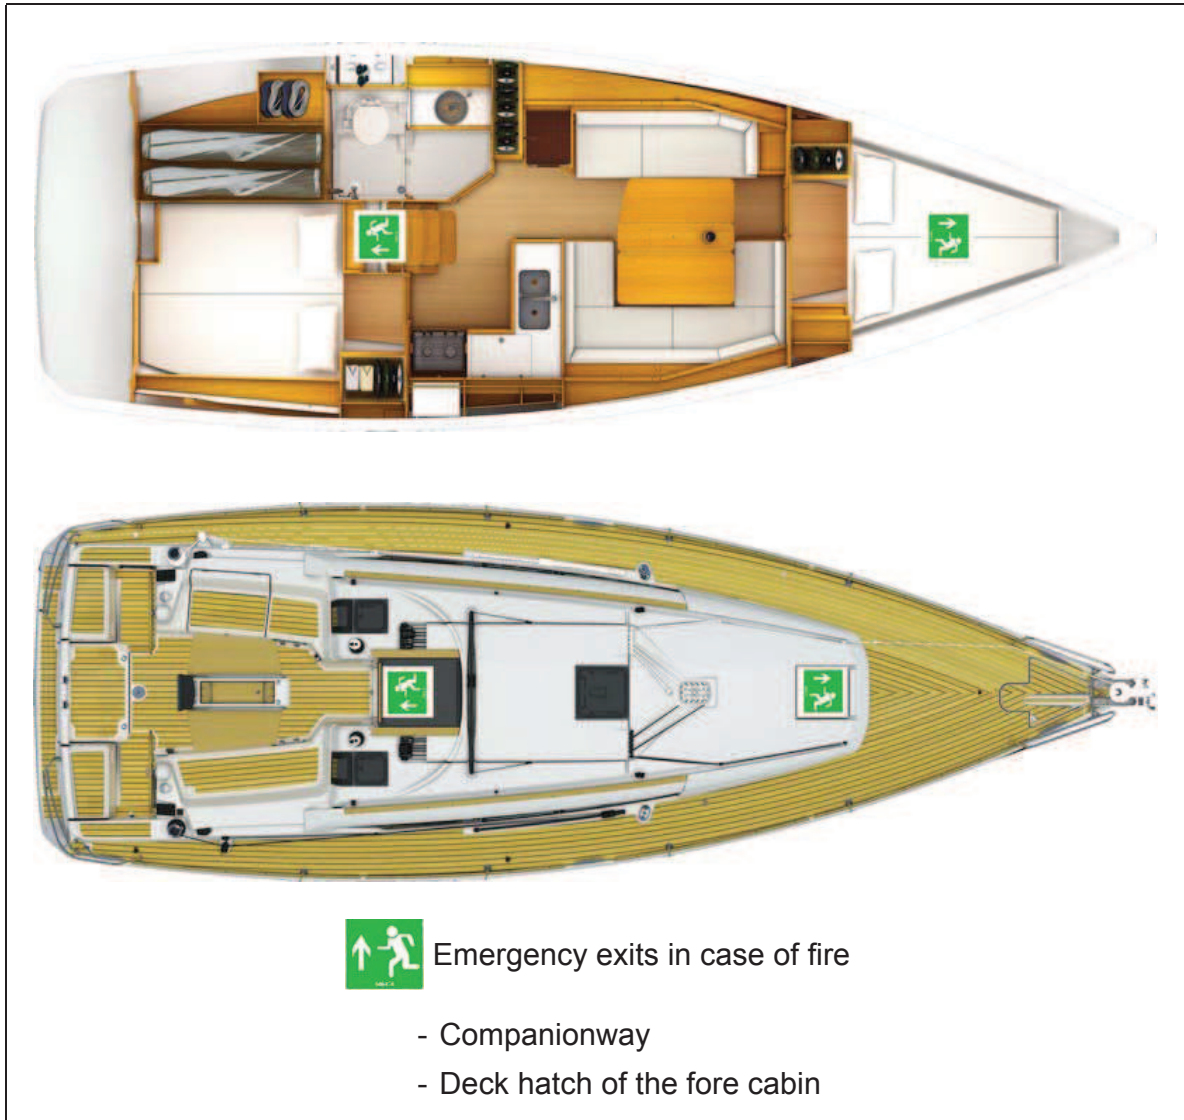 Emergency exits in case of fire
- Companionway
- Deck hatch of the fore cabin